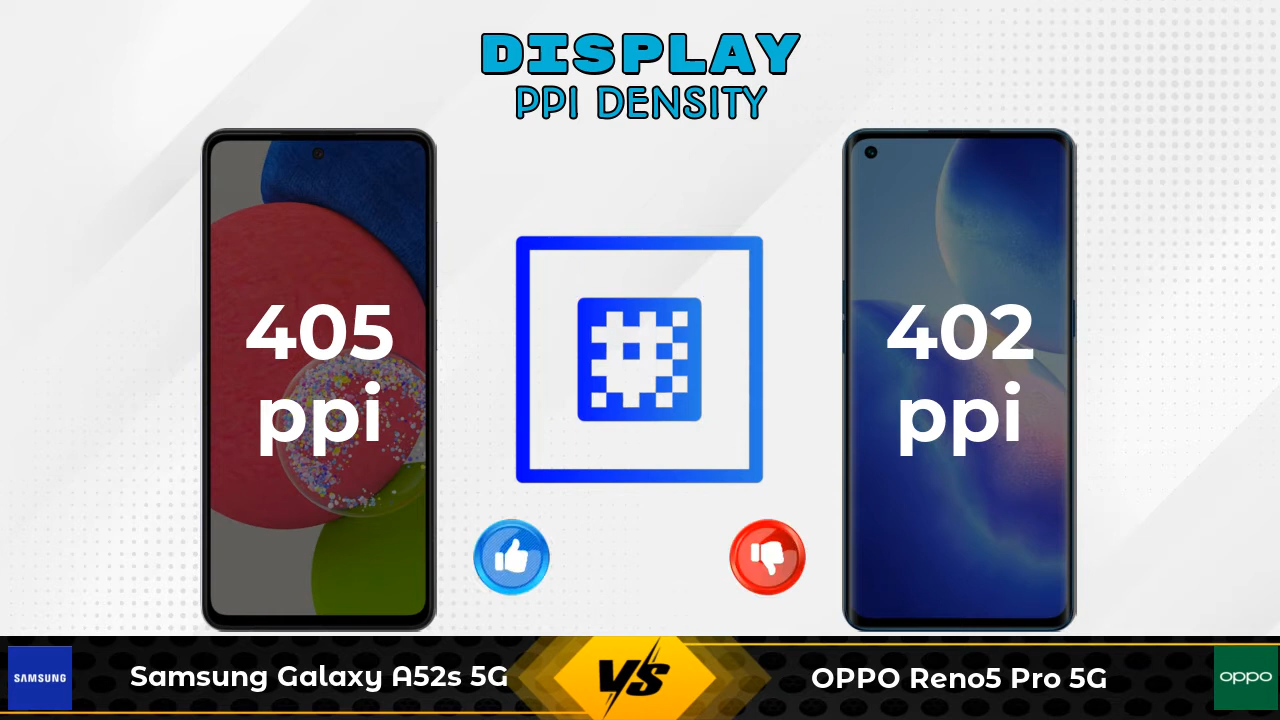 DISPLAY
PPI DENSITY
405
ppi
402
ppi
SAMSUNG
Samsung Galaxy A52s 5G
VS
OPPO Reno5 Pro 5G
oppo